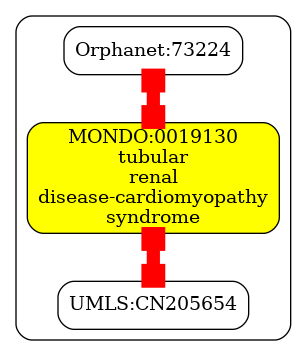 Orphanet:73224
MONDO:0019130
tubular
renal
disease-cardiomyopathy
syndrome
UMLS:CN205654